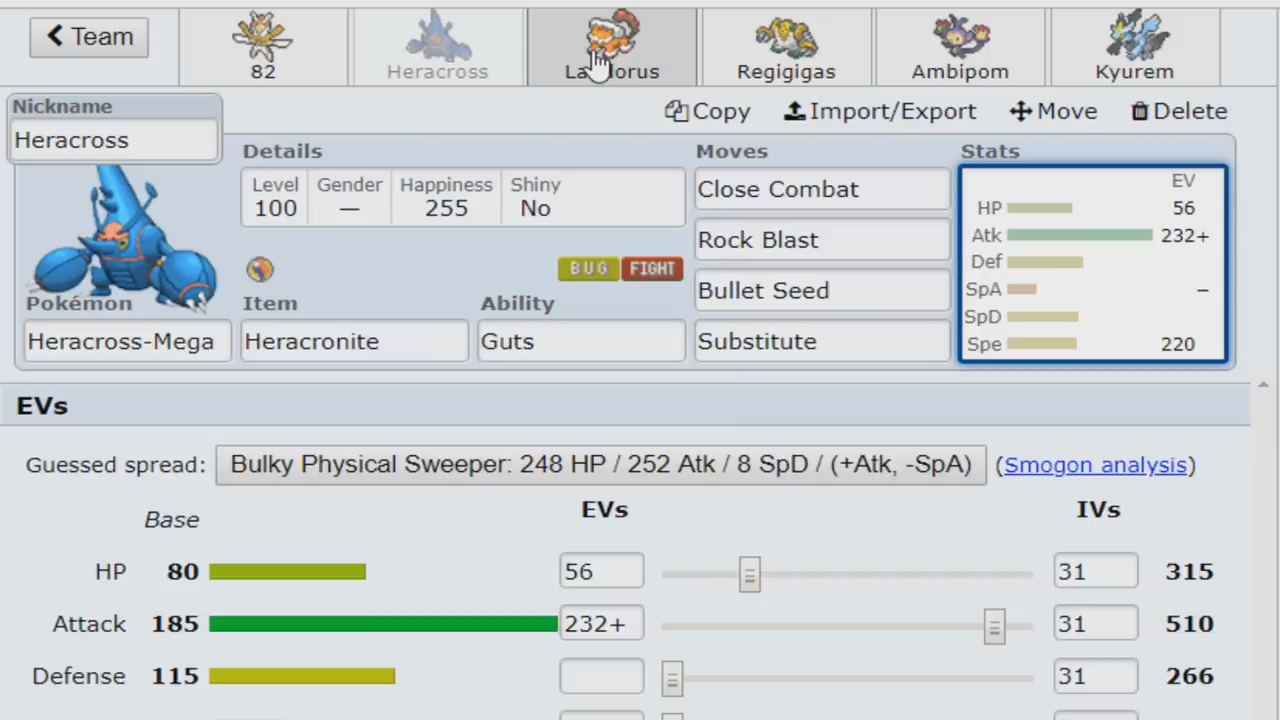 Team
82
Heracross
Regigigas
Ambipom
Kyurem
Nickname
Heracross
Copy
Import/Export
Move
Delete
Details
Level
100
Gender
—
Happiness
255
Shiny
No
BUG
FIGHT
Pokémon
Heracross-Mega
Item
Heracronite
Ability
Guts
Moves
Close Combat
Rock Blast
Bullet Seed
Substitute
Stats
EV
HP 56
Atk 232+
Def
SpA –
SpD
Spe 220
EVs
Guessed spread: Bulky Physical Sweeper: 248 HP / 252 Atk / 8 SpD / (+Atk, -SpA) (Smogon analysis)
Base EVs IVs
HP 80 56 31 315
Attack 185 232+ 31 510
Defense 115 31 266